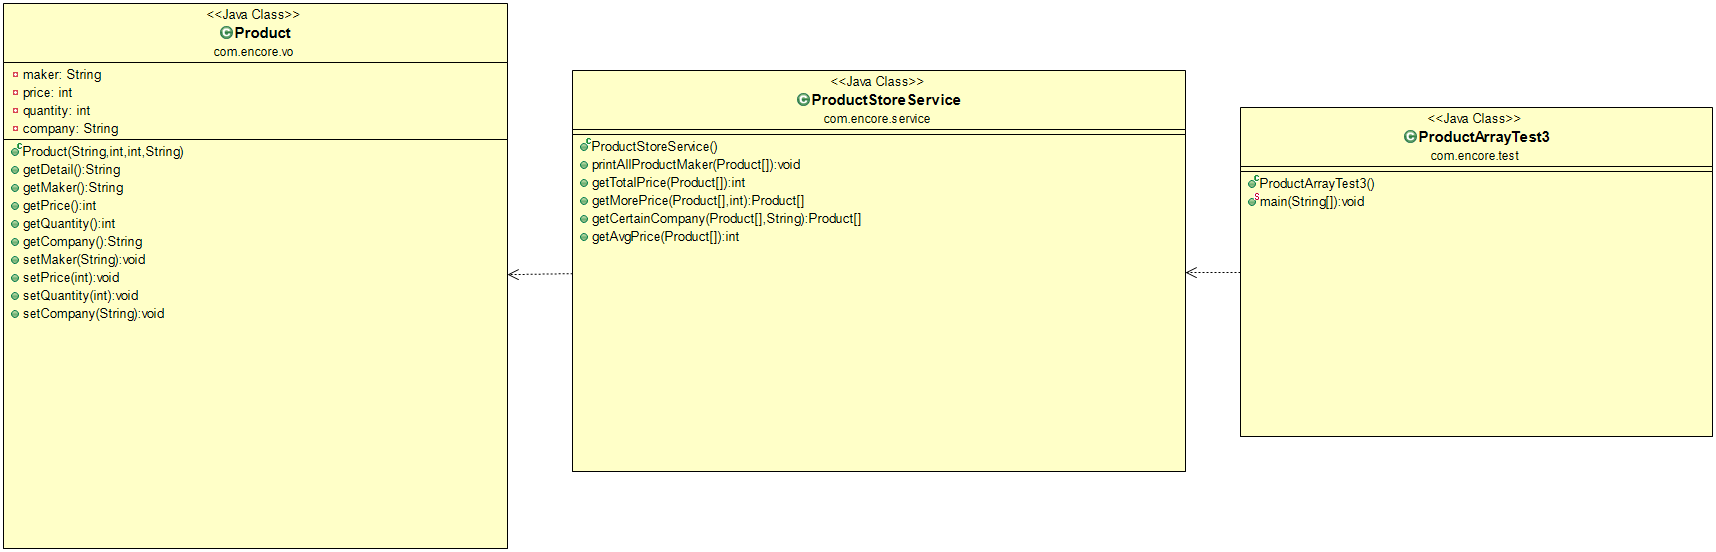 <<Java Class>>
Product
com.encore.vo
maker: String
price: int
quantity: int
company: String
Product(String,int,int,String)
getDetail():String
getMaker():String
getPrice():int
getQuantity():int
getCompany():String
setMaker(String):void
setPrice(int):void
setQuantity(int):void
setCompany(String):void
<<Java Class>>
ProductStoreService
com.encore.service
ProductStoreService()
printAllProductMaker(Product[]):void
getTotalPrice(Product[]):int
getMorePrice(Product[],int):Product[]
getCertainCompany(Product[],String):Product[]
getAvgPrice(Product[]):int
<<Java Class>>
ProductArrayTest3
com.encore.test
ProductArrayTest3()
main(String[]):void